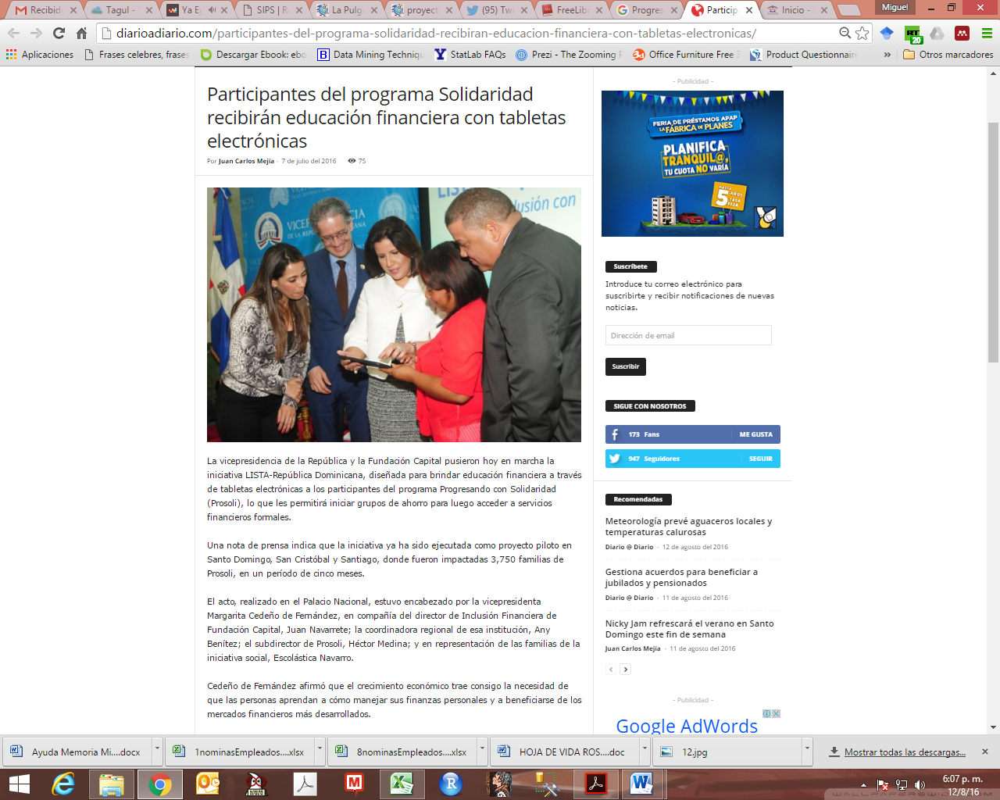 Recibide
Tagul -
Ya Ey
SIPS | R
La Pulga
proyect
(95) Tw
FreeLib
Progres
Particip
Inicio -
Miguel
diarioadiario.com/participantes-del-programa-solidaridad-recibiran-educacion-financiera-con-tabletas-electronicas/
20
Aplicaciones
Frases celebres, frases
Descargar Ebook: ebo
Data Mining Techniqu
StatLab FAQs
Prezi - The Zooming P
Office Furniture Free 3
Product Questionnair
»
Otros marcadores
Participantes del programa Solidaridad
recibirán educación financiera con tabletas
electrónicas
Por Juan Carlos Mejía - 7 de julio del 2016 75
VICEPRESIDENCIA
DE LA REPÚBLICA DOMINICANA
LISTA
clusión con
La vicepresidencia de la República y la Fundación Capital pusieron hoy en marcha la
iniciativa LISTA-República Dominicana, diseñada para brindar educación financiera a través
de tabletas electrónicas a los participantes del programa Progresando con Solidaridad
(Prosoli), lo que les permitirá iniciar grupos de ahorro para luego acceder a servicios
financieros formales.
Una nota de prensa indica que la iniciativa ya ha sido ejecutada como proyecto piloto en
Santo Domingo, San Cristóbal y Santiago, donde fueron impactadas 3,750 familias de
Prosoli, en un período de cinco meses.
El acto, realizado en el Palacio Nacional, estuvo encabezado por la vicepresidenta
Margarita Cedeño de Fernández, en compañía del director de Inclusión Financiera de
Fundación Capital, Juan Navarrete; la coordinadora regional de esa institución, Any
Benítez; el subdirector de Prosoli, Héctor Medina; y en representación de las familias de la
iniciativa social, Escolástica Navarro.
Cedeño de Fernández afirmó que el crecimiento económico trae consigo la necesidad de
que las personas aprendan a cómo manejar sus finanzas personales y a beneficiarse de los
mercados financieros más desarrollados.
- Publicidad -
FERIA DE PRÉSTAMOS APAP
LA FÁBRICA DE PLANES
PLANIFICA
TRANQUIL@,
TU CUOTA NO VARÍA
HASTA
5 AÑOS
TASA
FIJA
Suscríbete
Introduce tu correo electrónico para
suscribirte y recibir notificaciones de nuevas
noticias.
Dirección de email
Suscribir
SIGUE CON NOSOTROS
173 Fans ME GUSTA
947 Seguidores SEGUIR
Recomendadas
Meteorología prevé aguaceros locales y
temperaturas calurosas
Diario @ Diario - 12 de agosto del 2016
Gestiona acuerdos para beneficiar a
jubilados y pensionados
Diario @ Diario - 11 de agosto del 2016
Nicky Jam refrescará el verano en Santo
Domingo este fin de semana
Juan Carlos Mejía - 11 de agosto del 2016
- Publicidad -
Google AdWords
Ayuda Memoria Mi....docx
1nominasEmpleados....xlsx
8nominasEmpleados....xlsx
HOJA DE VIDA ROS....doc
12.jpg
Mostrar todas las descargas...
6:07 p. m.
12/8/16